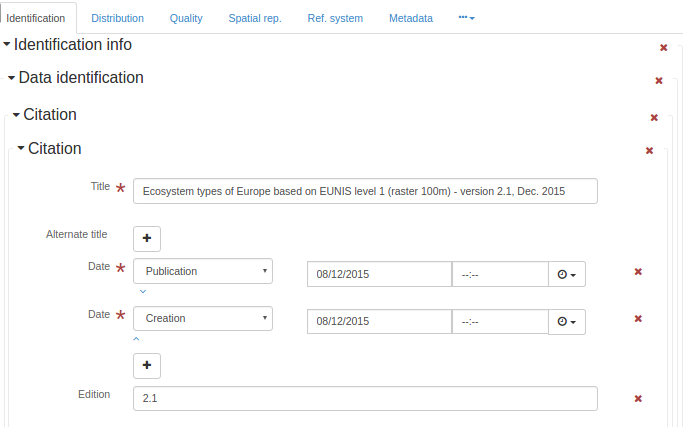 Identification Distribution Quality Spatial rep. Ref. system Metadata
Identification info
Data identification
Citation
Citation
Title * Ecosystem types of Europe based on EUNIS level 1 (raster 100m) - version 2.1, Dec. 2015
Alternate title
Date * Publication 08/12/2015 --:--
Date * Creation 08/12/2015 --:--
Edition 2.1